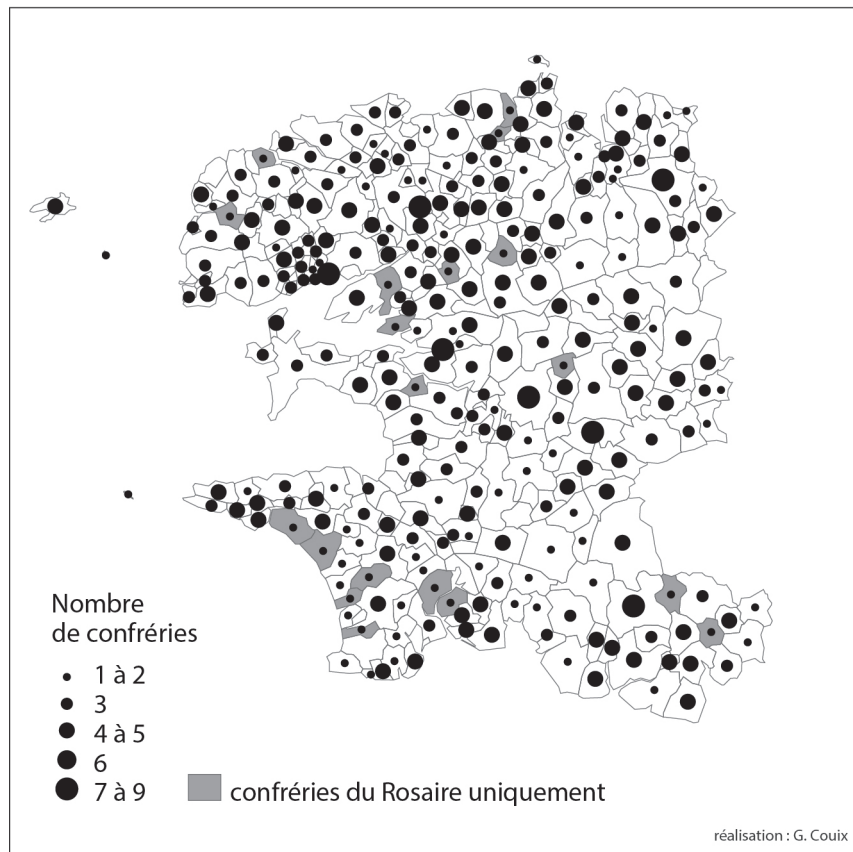 Nombre
de confréries
1 à 2
3
4 à 5
6
7 à 9
confréries du Rosaire uniquement
réalisation : G. Couix